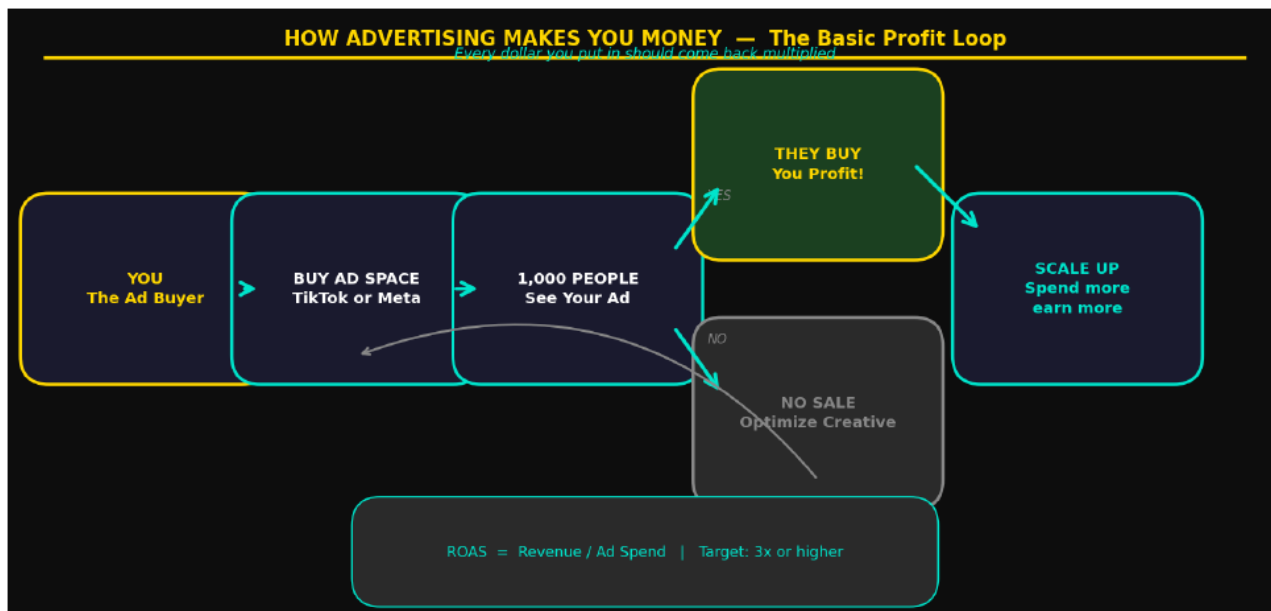 HOW ADVERTISING MAKES YOU MONEY — The Basic Profit Loop
Every dollar you put in should come back multiplied
YOU
The Ad Buyer
BUY AD SPACE
TikTok or Meta
1,000 PEOPLE
See Your Ad
YES
THEY BUY
You Profit!
NO
NO SALE
Optimize Creative
SCALE UP
Spend more
earn more
ROAS = Revenue / Ad Spend | Target: 3x or higher